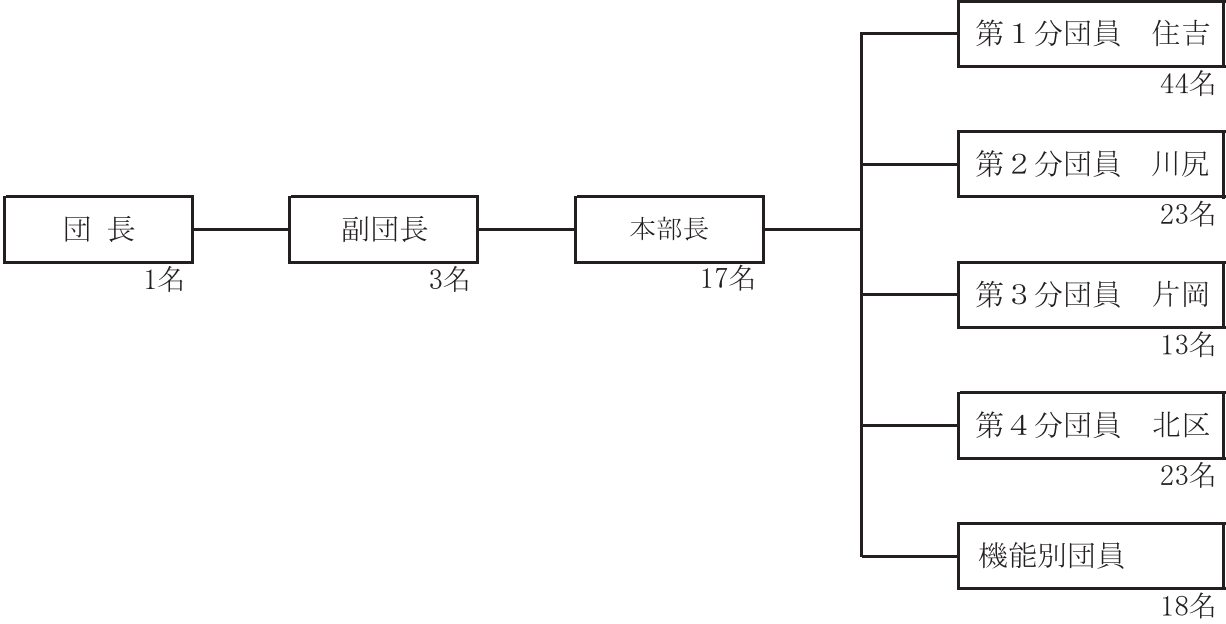 団 長
1名
副団長
3名
本部長
17名
第１分団員　住吉
44名
第２分団員　川尻
23名
第３分団員　片岡
13名
第４分団員　北区
23名
機能別団員
18名